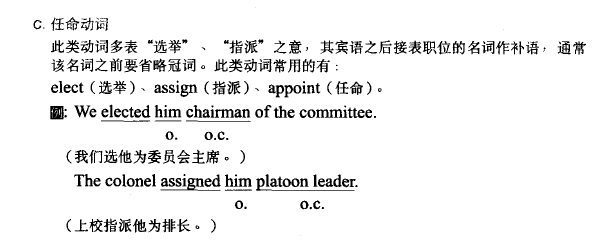 C. 任命动词
此类动词多表“选举”、“指派”之意，其宾语之后接表职位的名词作补语，通常
该名词之前要省略冠词。此类动词常用的有：
elect（选举）、assign（指派）、appoint（任命）。
例: We elected him chairman of the committee.
o. o.c.
（我们选他为委员会主席。）
The colonel assigned him platoon leader.
o. o.c.
（上校指派他为排长。）